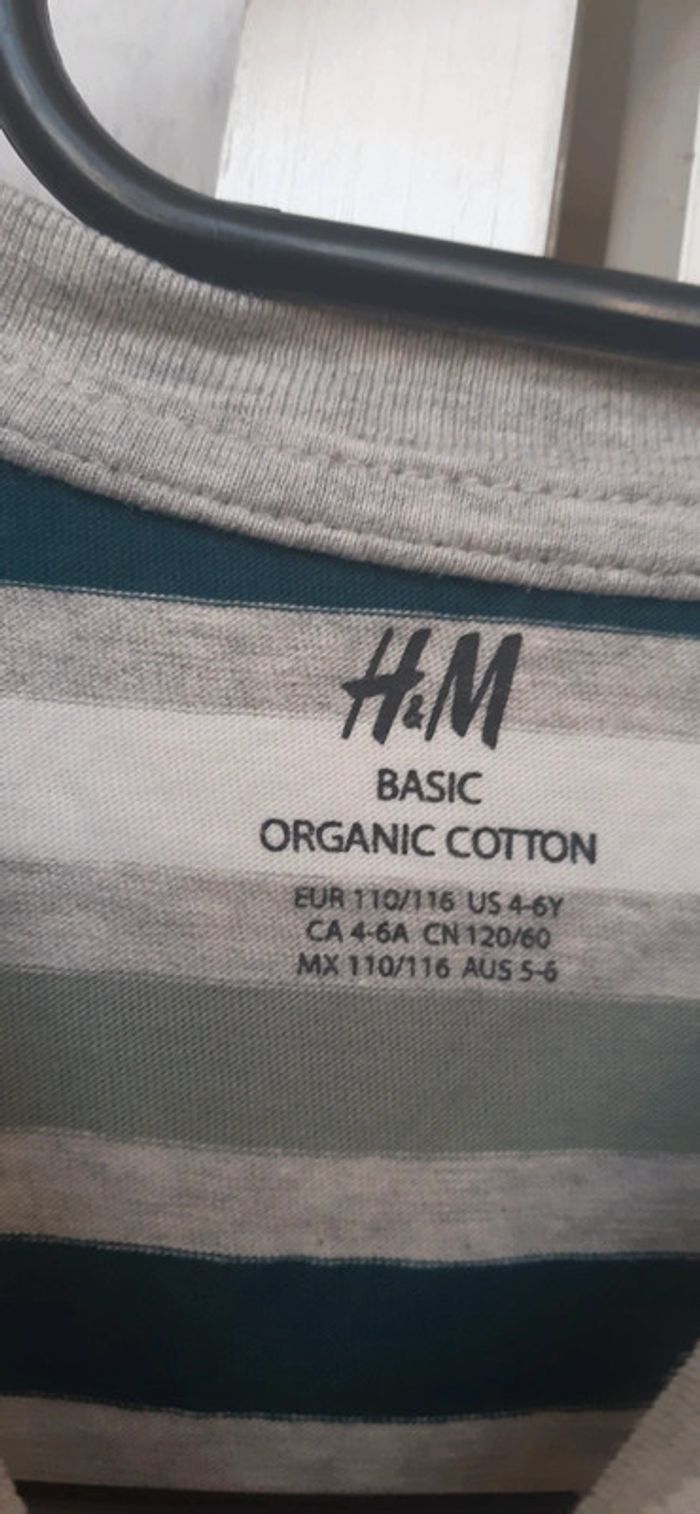 H&M
BASIC
ORGANIC COTTON
EUR 110/116 US 4-6Y
CA 4-6A CN 120/60
MX 110/116 AUS 5-6